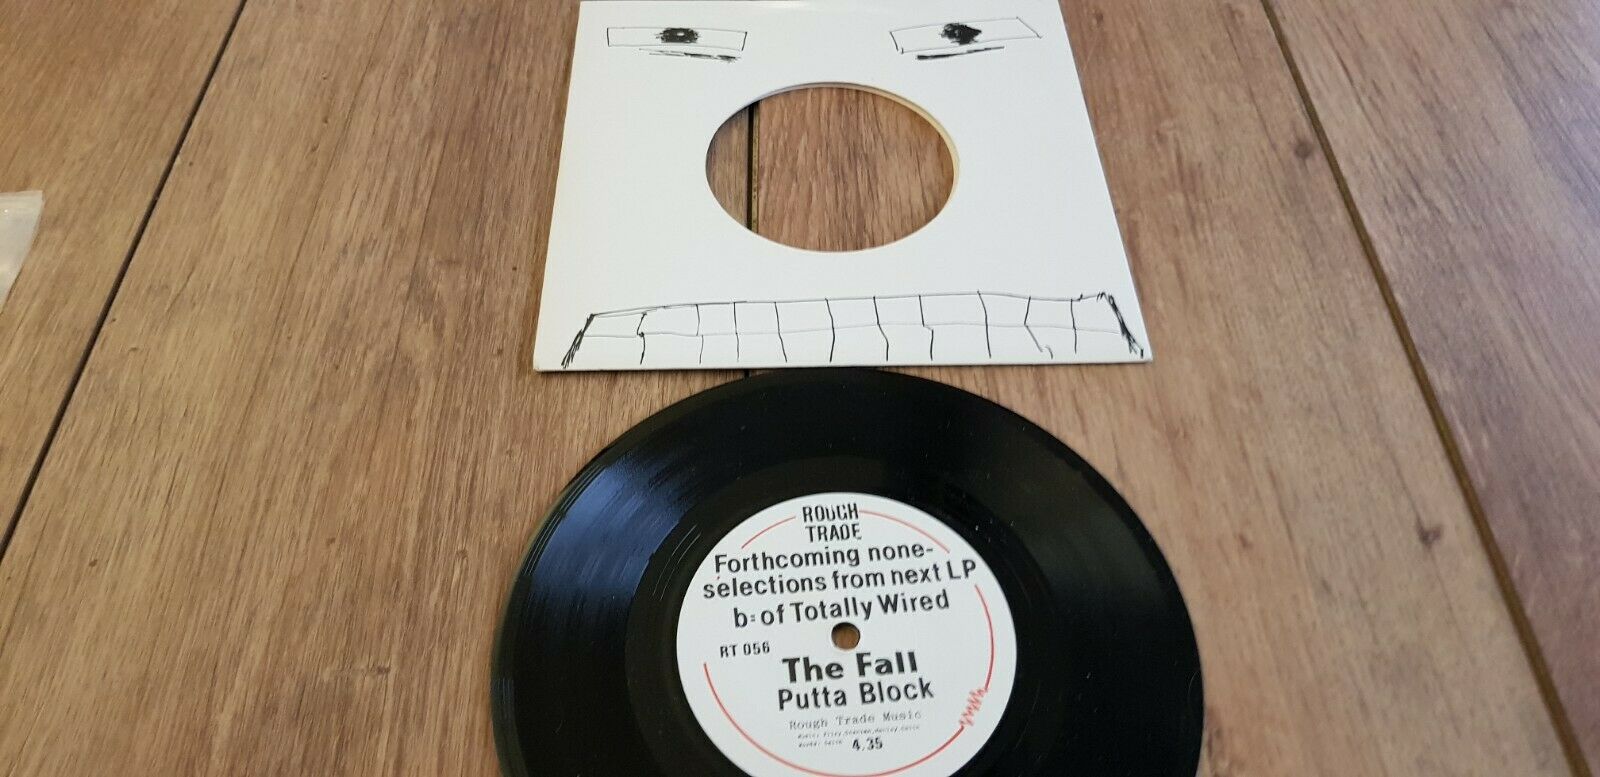 ROUGH
TRADE
Forthcoming none-
selections from next LP
b: of Totally Wired
RT 056
The Fall
Putta Block
Rough Trade Music
4.35